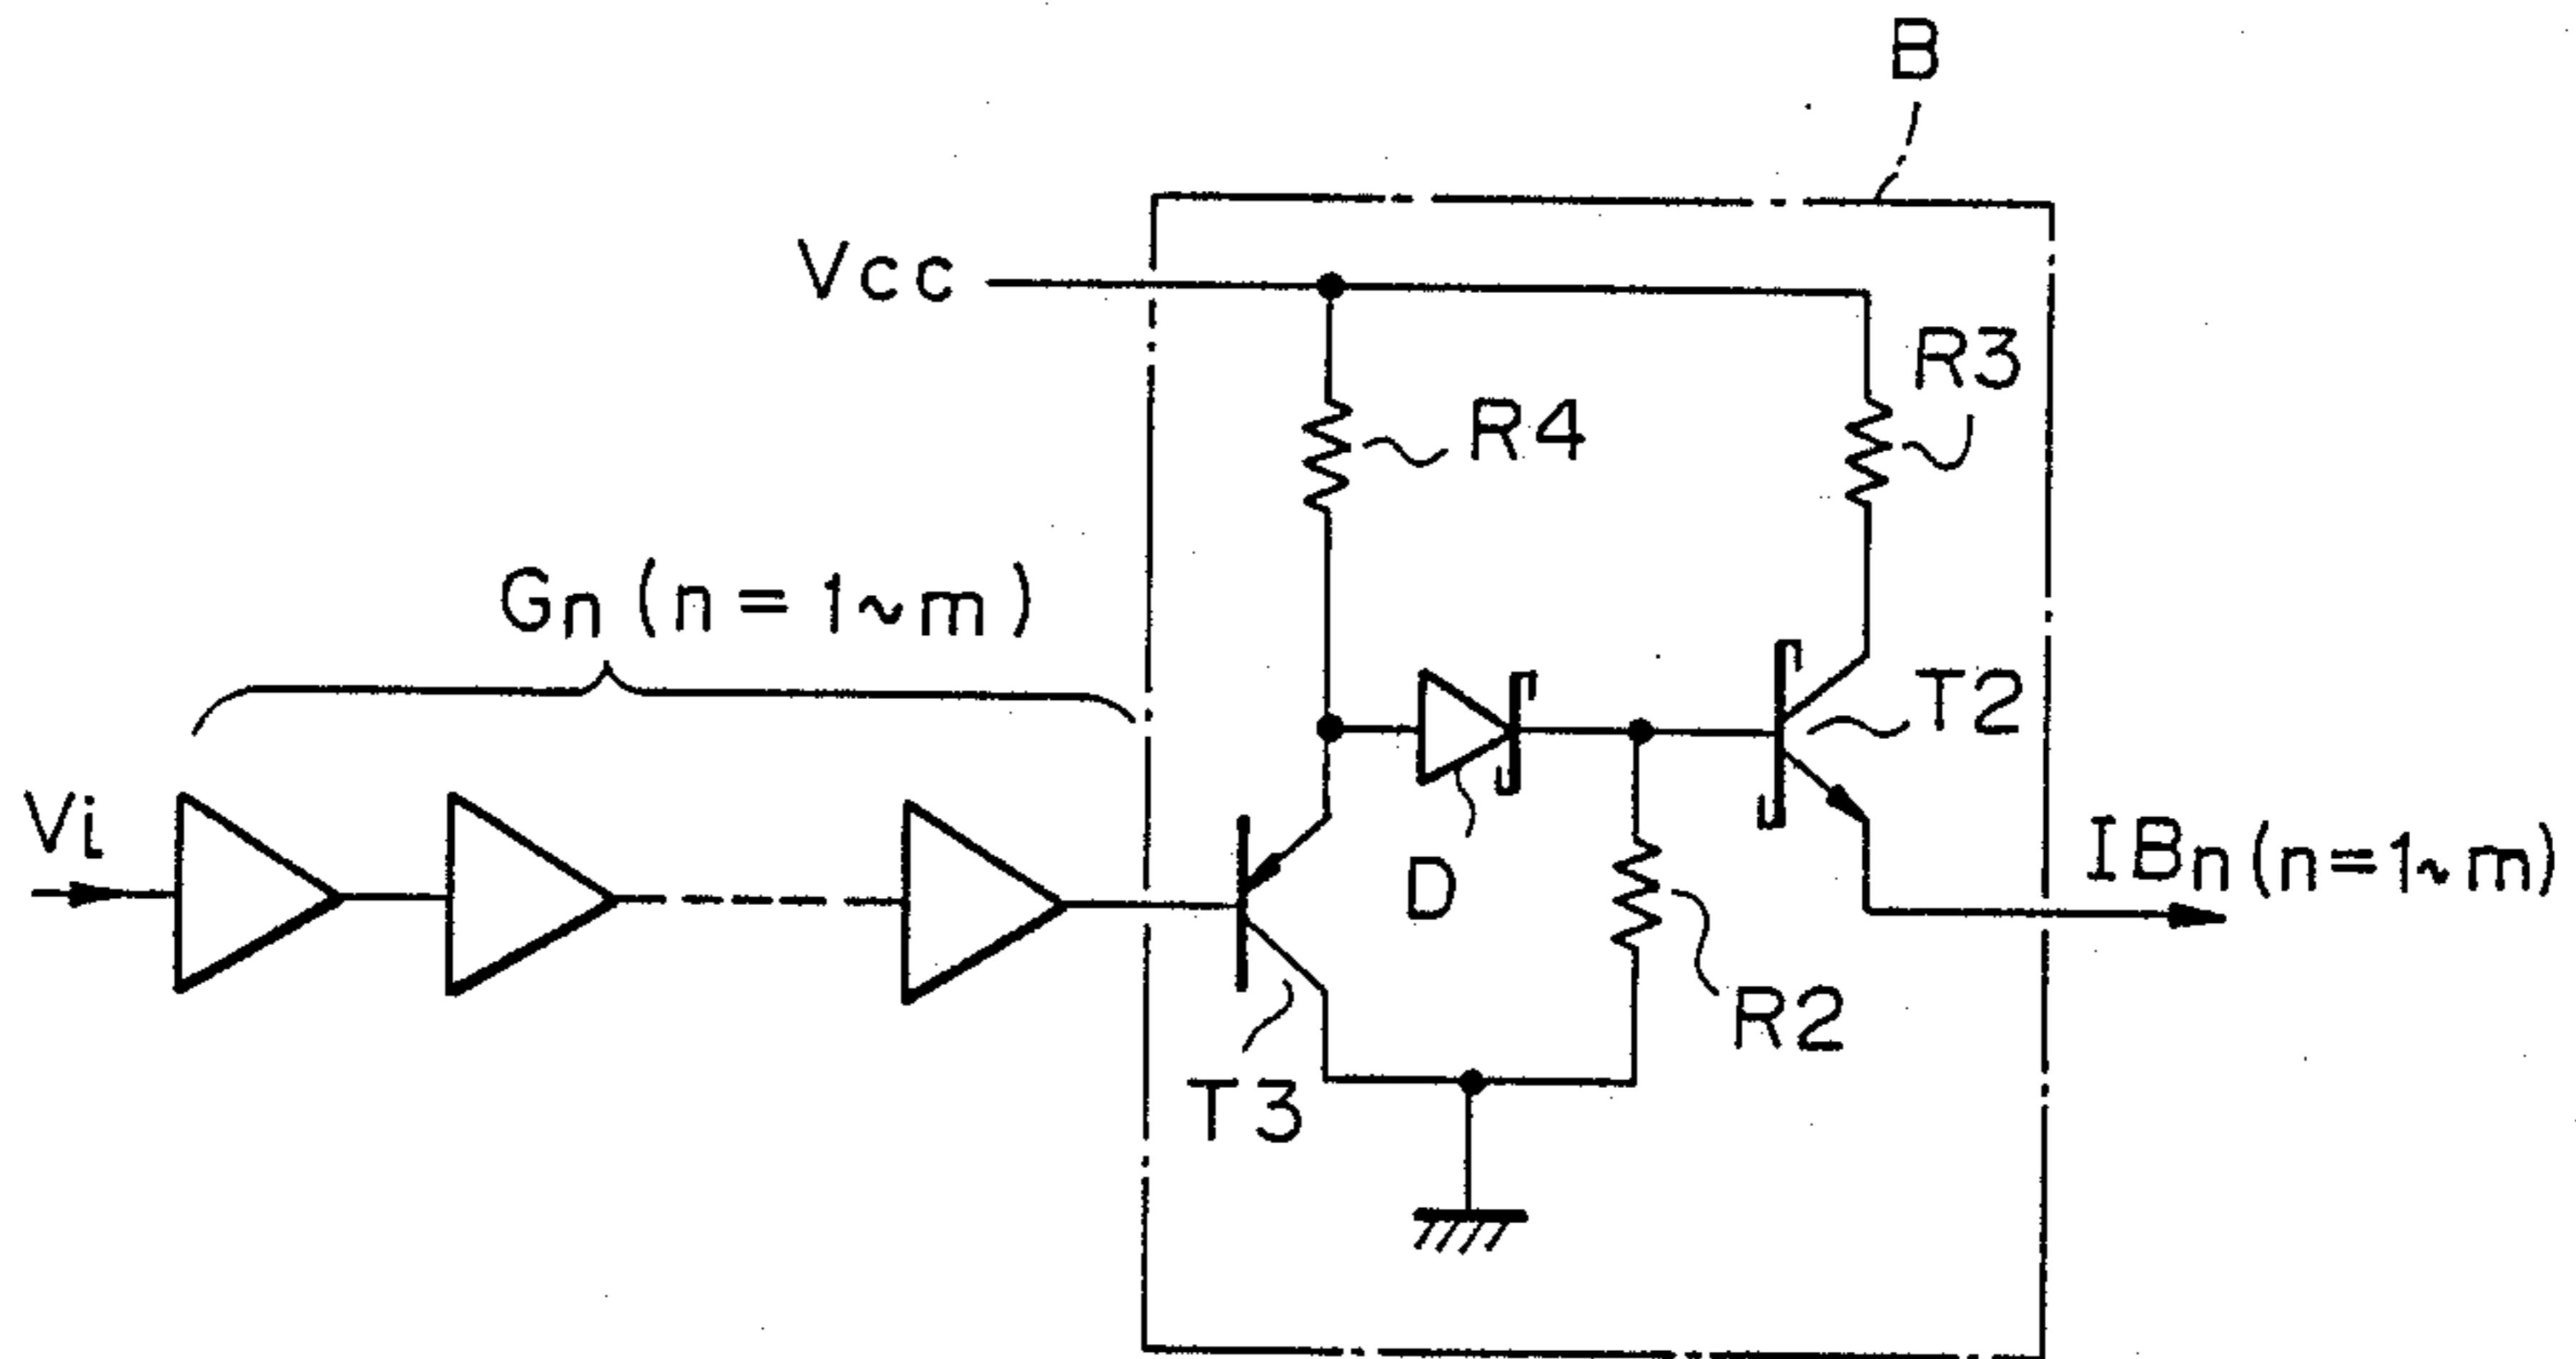 B
Vcc
R3
R4
Gn (n = 1~m)
T2
Vi
D
IBn (n=1~m)
R2
T3